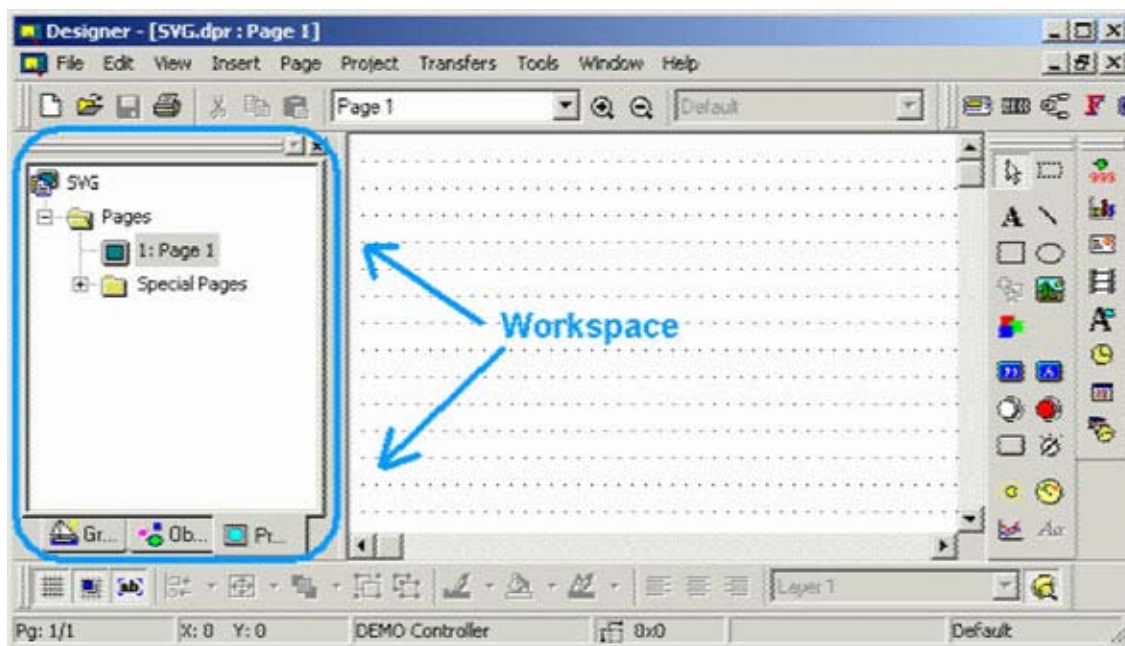 Designer - [SVG.dpr : Page 1]
File Edit View Insert Page Project Transfers Tools Window Help
Page 1
Default
F
SVG
Pages
1: Page 1
Special Pages
Workspace
Gr... Ob... Pr...
Layer 1
Pg: 1/1 X: 0 Y: 0 DEMO Controller 0x0 Default